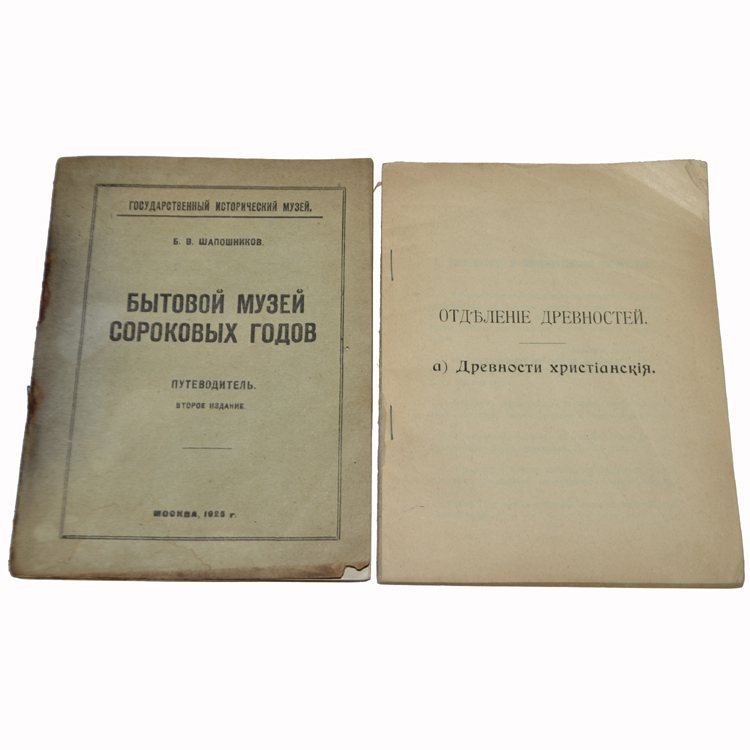 ГОСУДАРСТВЕННЫЙ ИСТОРИЧЕСКИЙ МУЗЕЙ.
Б. В. ШАПОШНИКОВ.
БЫТОВОЙ МУЗЕЙ
СОРОКОВЫХ ГОДОВ
ПУТЕВОДИТЕЛЬ.
ВТОРОЕ ИЗДАНИЕ.
МОСКВА, 1925 г.
ОТДѢЛЕНІЕ ДРЕВНОСТЕЙ.
а) Древности христіанскія.